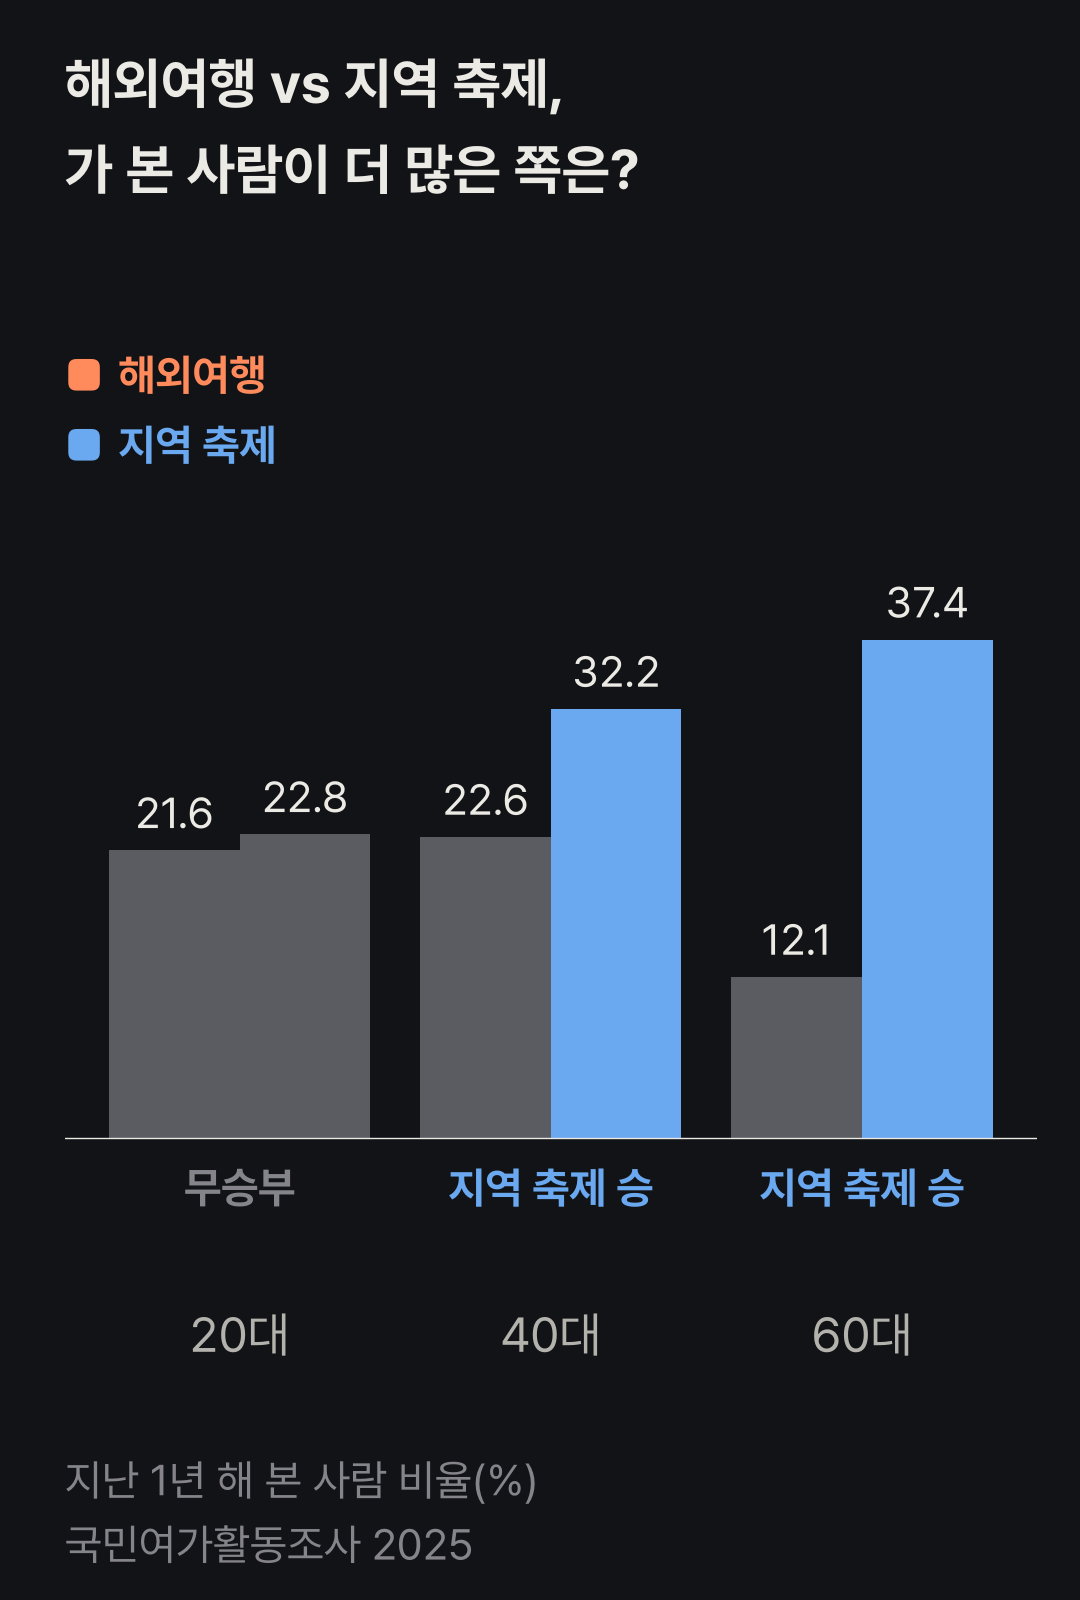 해외여행 vs 지역 축제,
가 본 사람이 더 많은 쪽은?
해외여행
지역 축제
21.6 22.8 22.6 32.2 12.1 37.4
무승부 지역 축제 승 지역 축제 승
20대 40대 60대
지난 1년 해 본 사람 비율(%)
국민여가활동조사 2025